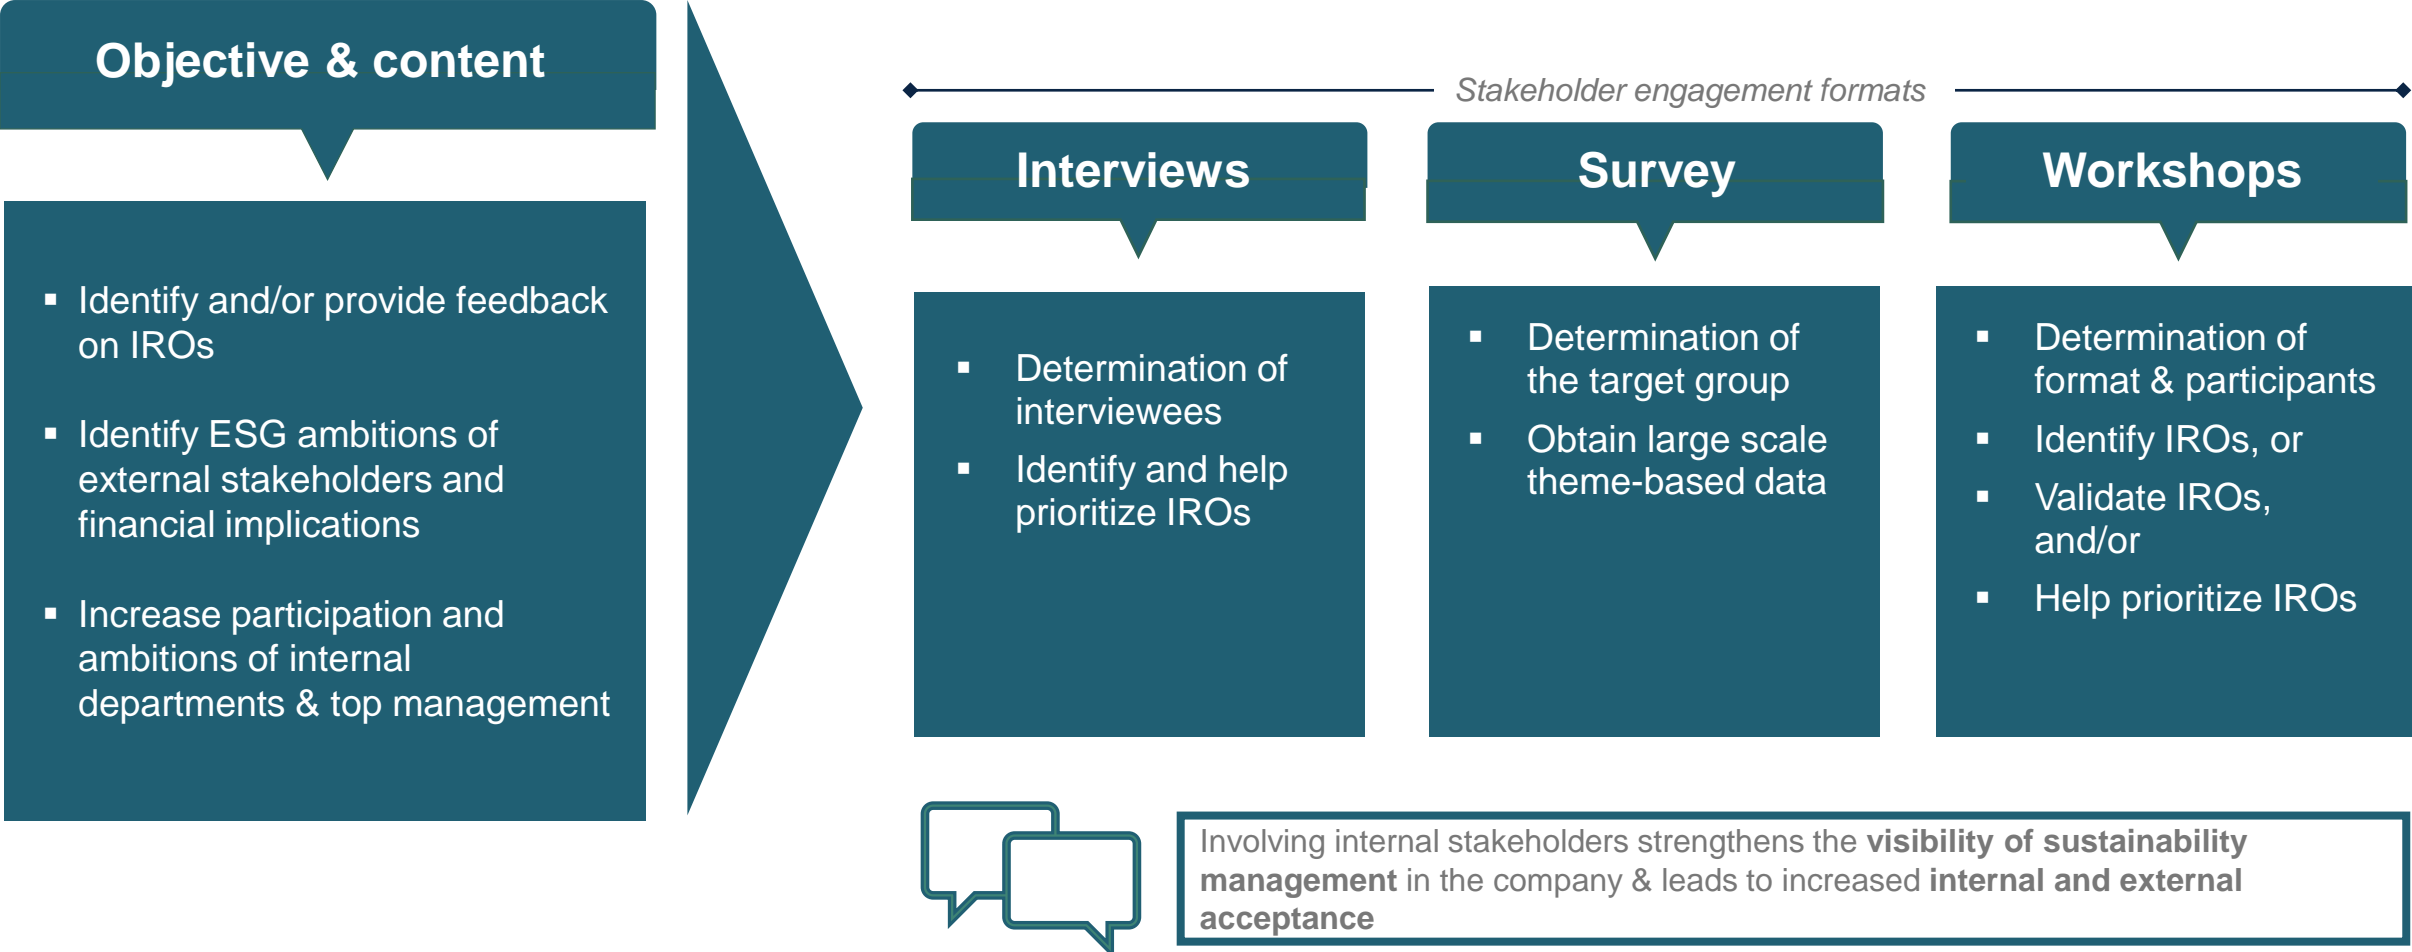 Objective & content
▪ Identify and/or provide feedback
on IROs
▪ Identify ESG ambitions of
external stakeholders and
financial implications
▪ Increase participation and
ambitions of internal
departments & top management
Stakeholder engagement formats
Interviews
▪ Determination of
interviewees
▪ Identify and help
prioritize IROs
Survey
▪ Determination of
the target group
▪ Obtain large scale
theme-based data
Workshops
▪ Determination of
format & participants
▪ Identify IROs, or
▪ Validate IROs,
and/or
▪ Help prioritize IROs
Involving internal stakeholders strengthens the visibility of sustainability
management in the company & leads to increased internal and external
acceptance